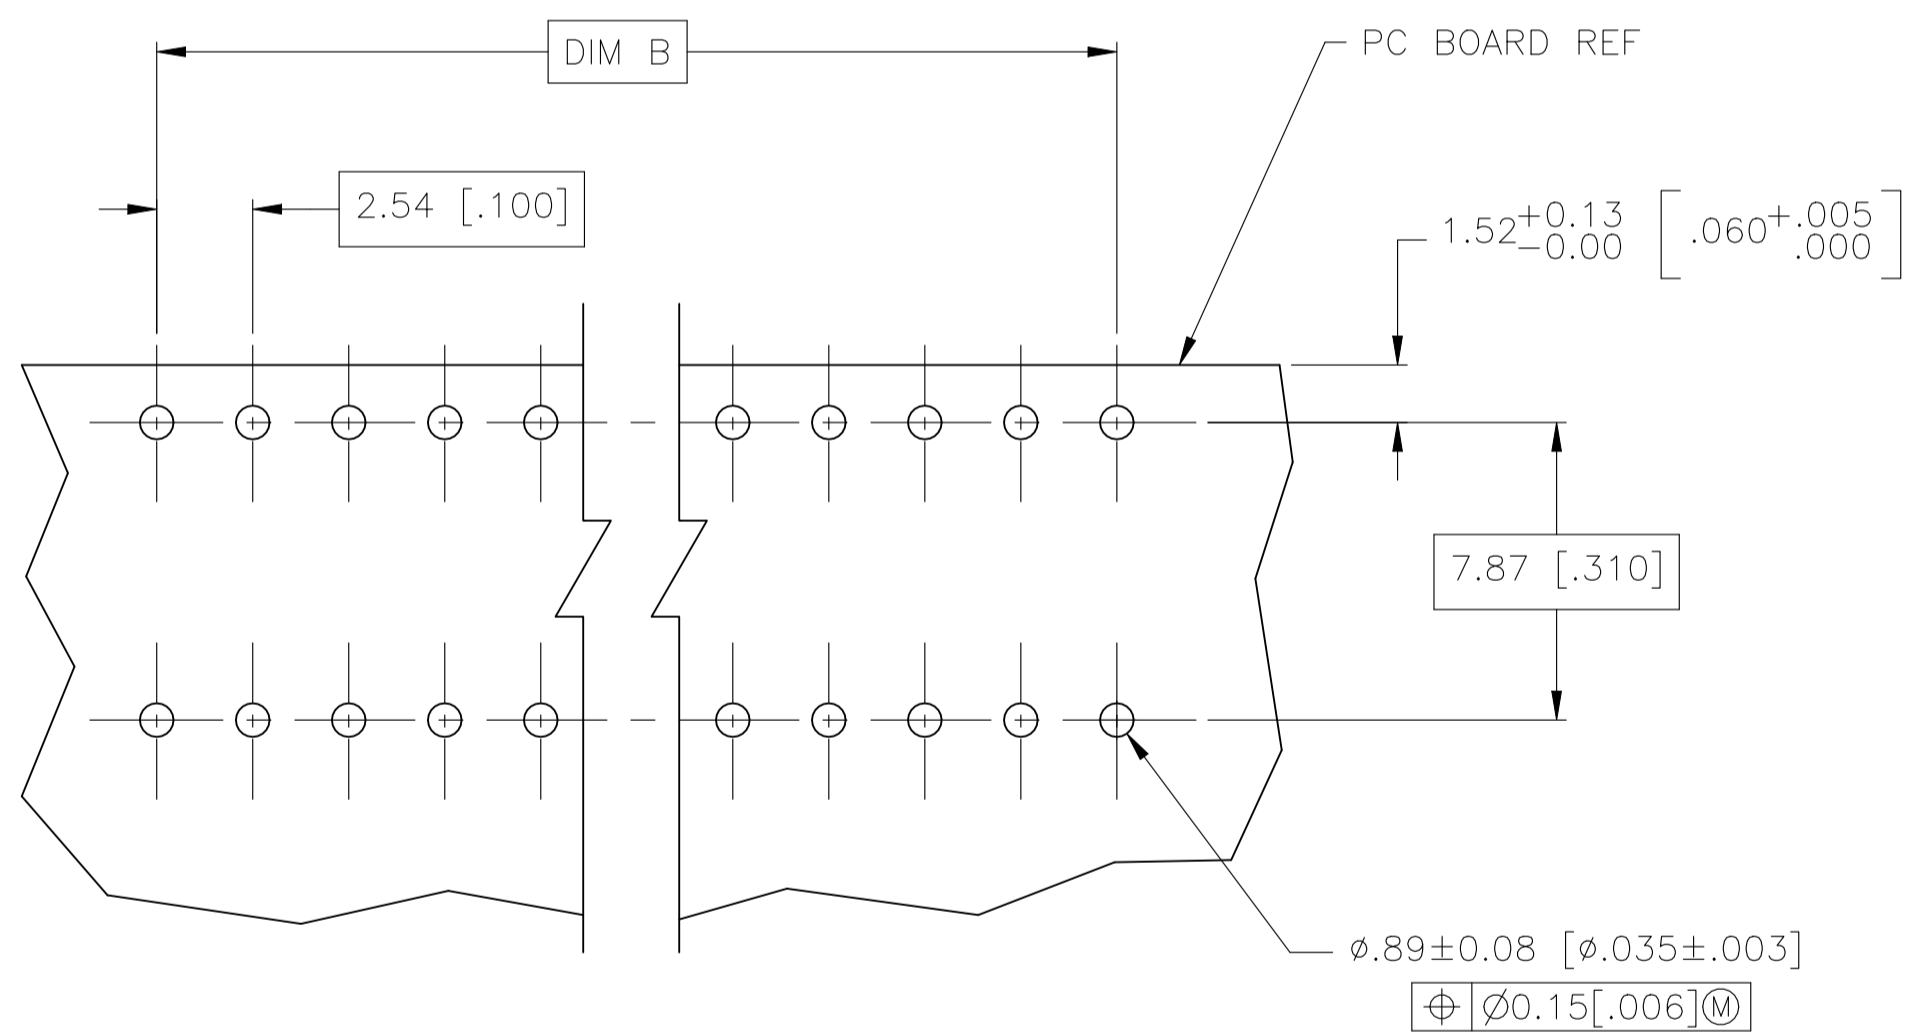 DIM B
PC BOARD REF
2.54 [.100]
1.52 +0.13 -0.00 [.060 +.005 .000]
7.87 [.310]
⌀.89±0.08 [⌀.035±.003]
⌖ ⌀0.15[.006]Ⓜ